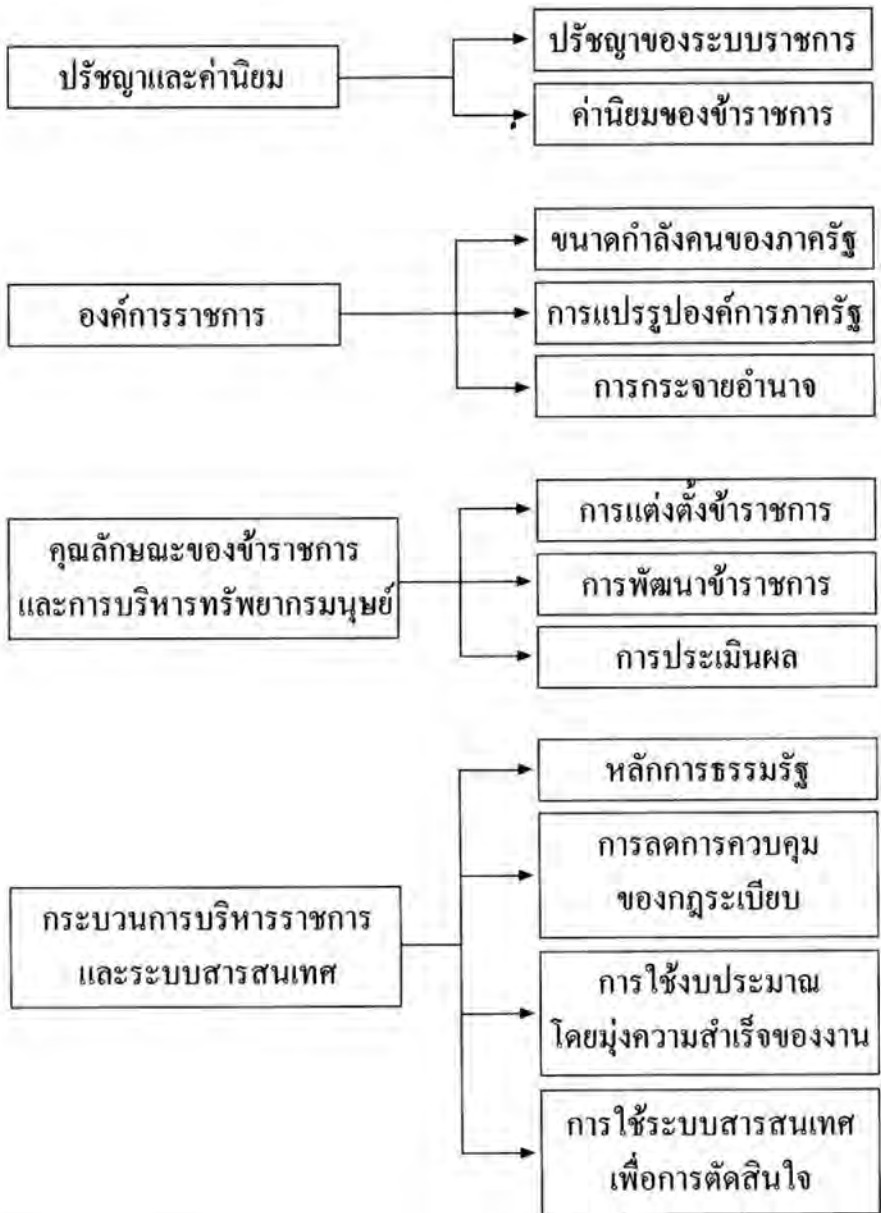 ปรัชญาและค่านิยม
ปรัชญาของระบบราชการ
ค่านิยมของข้าราชการ
องค์การราชการ
ขนาดกำลังคนของภาครัฐ
การแปรรูปองค์การภาครัฐ
การกระจายอำนาจ
คุณลักษณะของข้าราชการ
และการบริหารทรัพยากรมนุษย์
การแต่งตั้งข้าราชการ
การพัฒนาข้าราชการ
การประเมินผล
กระบวนการบริหารราชการ
และระบบสารสนเทศ
หลักการธรรมรัฐ
การลดการควบคุม
ของกฎระเบียบ
การใช้งบประมาณ
โดยมุ่งความสำเร็จของงาน
การใช้ระบบสารสนเทศ
เพื่อการตัดสินใจ